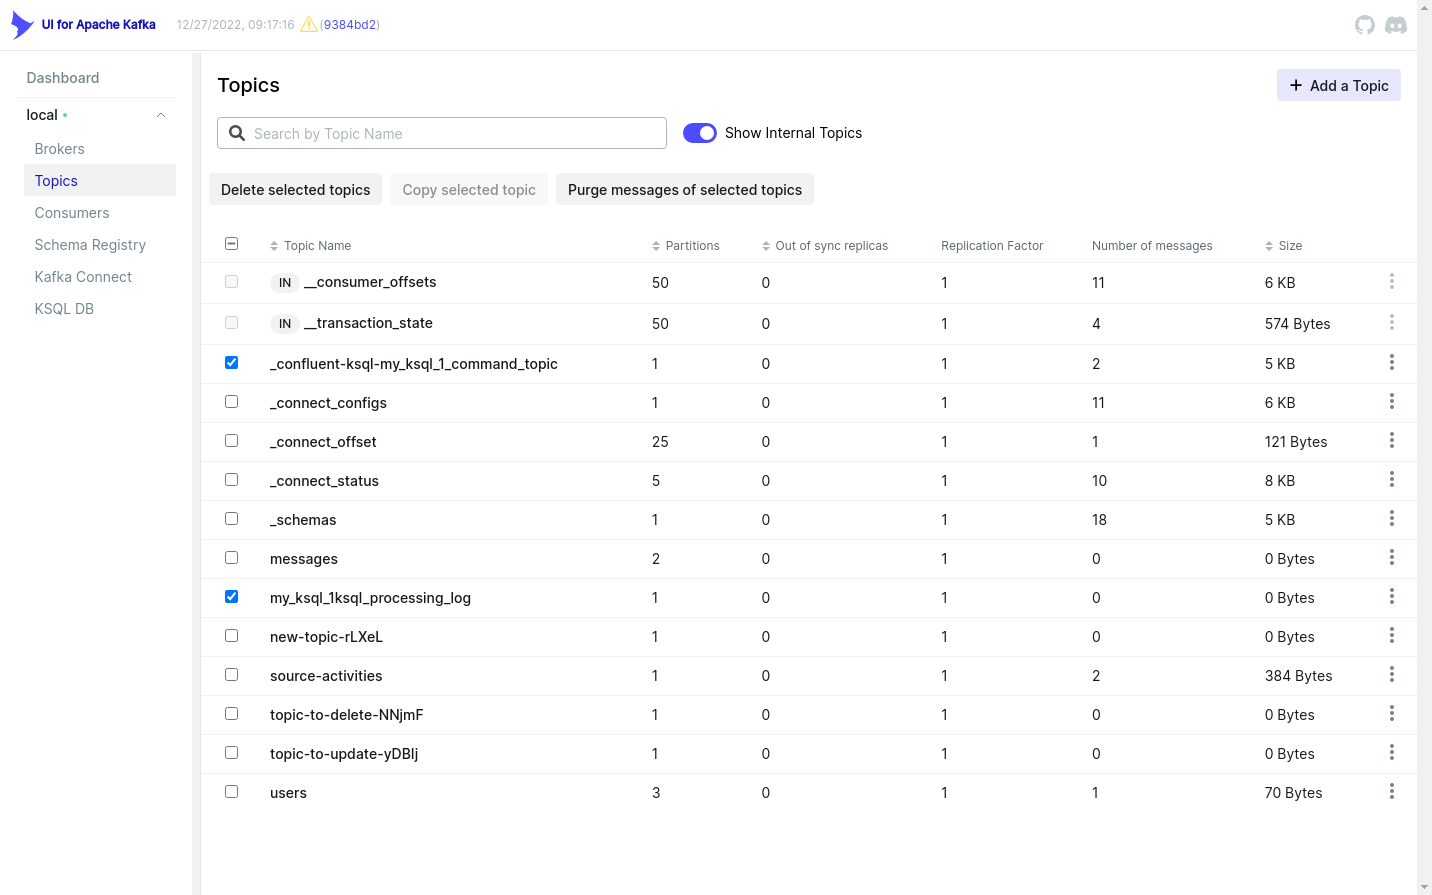 UI for Apache Kafka 12/27/2022, 09:17:16 (9384bd2)
Dashboard
local
Brokers
Topics
Consumers
Schema Registry
Kafka Connect
KSQL DB
Topics
Add a Topic
Search by Topic Name
Show Internal Topics
Delete selected topics Copy selected topic Purge messages of selected topics
Topic Name Partitions Out of sync replicas Replication Factor Number of messages Size
IN __consumer_offsets 50 0 1 11 6 KB
IN __transaction_state 50 0 1 4 574 Bytes
_confluent-ksql-my_ksql_1_command_topic 1 0 1 2 5 KB
_connect_configs 1 0 1 11 6 KB
_connect_offset 25 0 1 1 121 Bytes
_connect_status 5 0 1 10 8 KB
_schemas 1 0 1 18 5 KB
messages 2 0 1 0 0 Bytes
my_ksql_1ksql_processing_log 1 0 1 0 0 Bytes
new-topic-rLXeL 1 0 1 0 0 Bytes
source-activities 1 0 1 2 384 Bytes
topic-to-delete-NNjmF 1 0 1 0 0 Bytes
topic-to-update-yDBIj 1 0 1 0 0 Bytes
users 3 0 1 1 70 Bytes